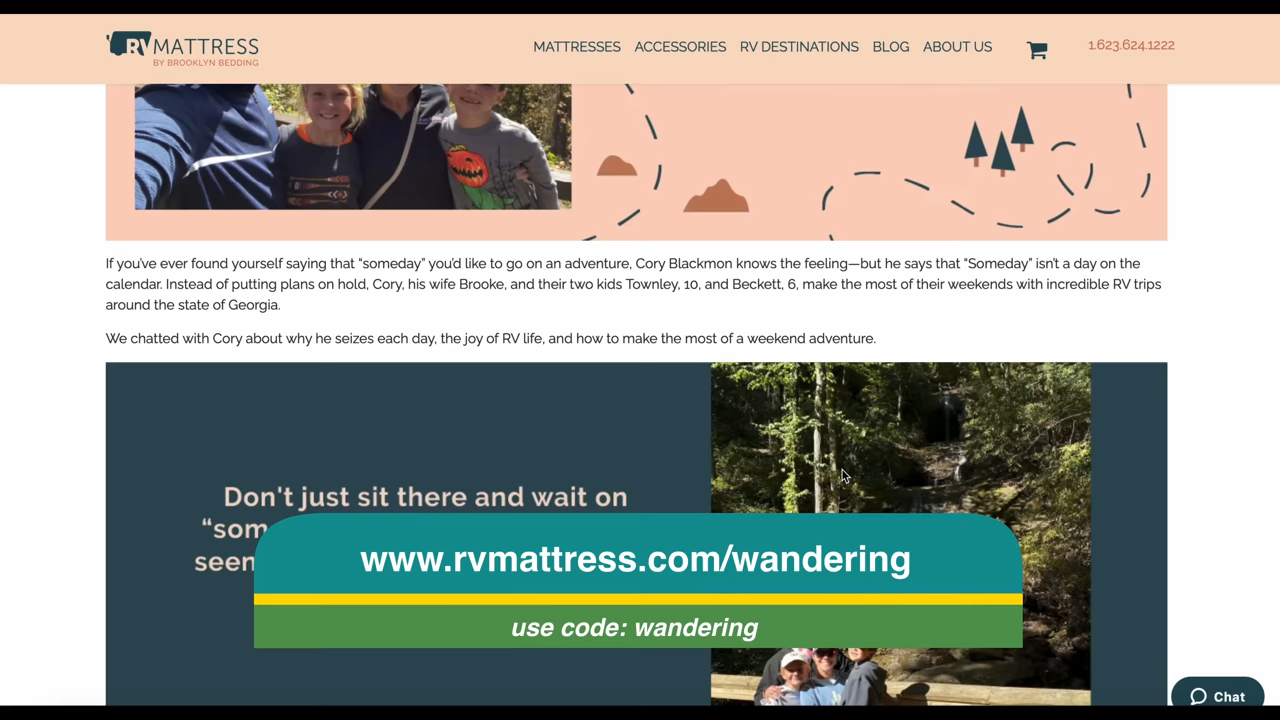 RV MATTRESS
BY BROOKLYN BEDDING
MATTRESSES ACCESSORIES RV DESTINATIONS BLOG ABOUT US
1.623.624.1222
If you've ever found yourself saying that “someday” you'd like to go on an adventure, Cory Blackmon knows the feeling—but he says that “Someday” isn't a day on the
calendar. Instead of putting plans on hold, Cory, his wife Brooke, and their two kids Townley, 10, and Beckett, 6, make the most of their weekends with incredible RV trips
around the state of Georgia.
We chatted with Cory about why he seizes each day, the joy of RV life, and how to make the most of a weekend adventure.
Don't just sit there and wait on
www.rvmattress.com/wandering
use code: wandering
Chat